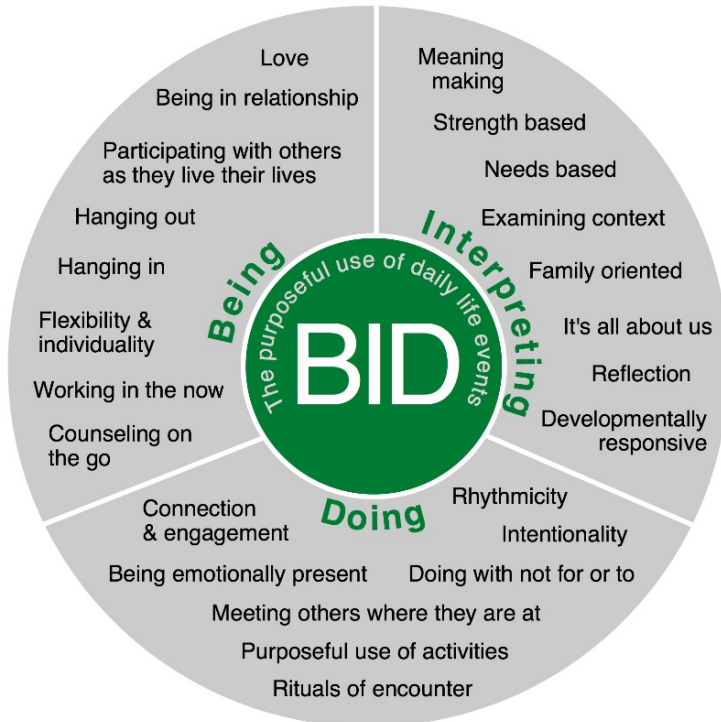 Love
Being in relationship
Participating with others
as they live their lives
Hanging out
Hanging in
Flexibility &
individuality
Working in the now
Counseling on
the go
Being
Meaning
making
Strength based
Needs based
Examining context
Family oriented
It's all about us
Reflection
Developmentally
responsive
Interpreting
The purposeful use of daily life events
BID
Doing
Connection
& engagement
Rhythmicity
Intentionality
Being emotionally present
Doing with not for or to
Meeting others where they are at
Purposeful use of activities
Rituals of encounter